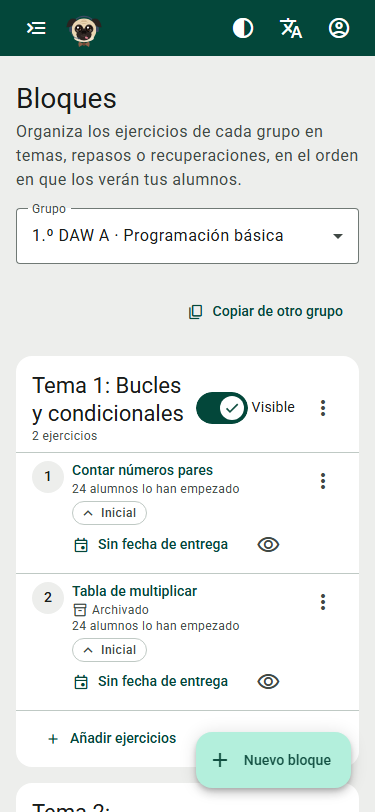 Bloques
Organiza los ejercicios de cada grupo en
temas, repasos o recuperaciones, en el orden
en que los verán tus alumnos.
Grupo
1.º DAW A · Programación básica
Copiar de otro grupo
Tema 1: Bucles
y condicionales
2 ejercicios
Visible
1
Contar números pares
24 alumnos lo han empezado
Inicial
Sin fecha de entrega
2
Tabla de multiplicar
Archivado
24 alumnos lo han empezado
Inicial
Sin fecha de entrega
Añadir ejercicios
Nuevo bloque
Tema 2: